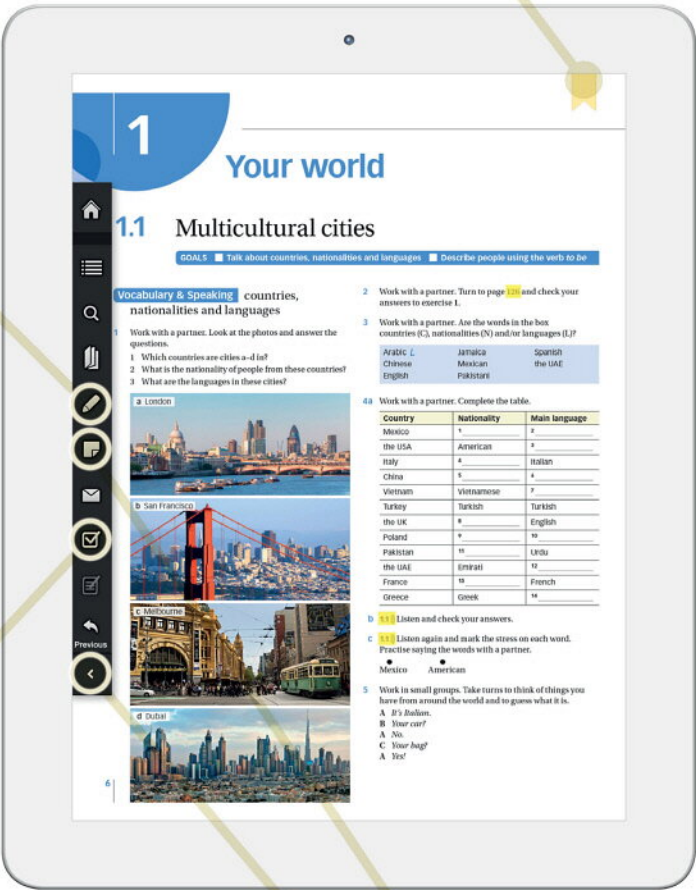 1
Your world
1.1 Multicultural cities
GOALS Talk about countries, nationalities and languages Describe people using the verb to be
Vocabulary & Speaking countries,
nationalities and languages
1 Work with a partner. Look at the photos and answer the
questions.
1 Which countries are cities a–d in?
2 What is the nationality of people from these countries?
3 What are the languages in these cities?
a London
b San Francisco
c Melbourne
d Dubai
6
2 Work with a partner. Turn to page 126 and check your
answers to exercise 1.
3 Work with a partner. Are the words in the box
countries (C), nationalities (N) and/or languages (L)?
Arabic L Jamaica Spanish
Chinese Mexican the UAE
English Pakistani
4a Work with a partner. Complete the table.
Country Nationality Main language
Mexico 1 2
the USA American 3
Italy 4 Italian
China 5 6
Vietnam Vietnamese 7
Turkey Turkish Turkish
the UK 8 English
Poland 9 10
Pakistan 11 Urdu
the UAE Emirati 12
France 13 French
Greece Greek 14
b 1.1 Listen and check your answers.
c 1.1 Listen again and mark the stress on each word.
Practise saying the words with a partner.
Mexico American
5 Work in small groups. Take turns to think of things you
have from around the world and to guess what it is.
A It's Italian.
B Your car?
A No.
C Your bag?
A Yes!
Previous